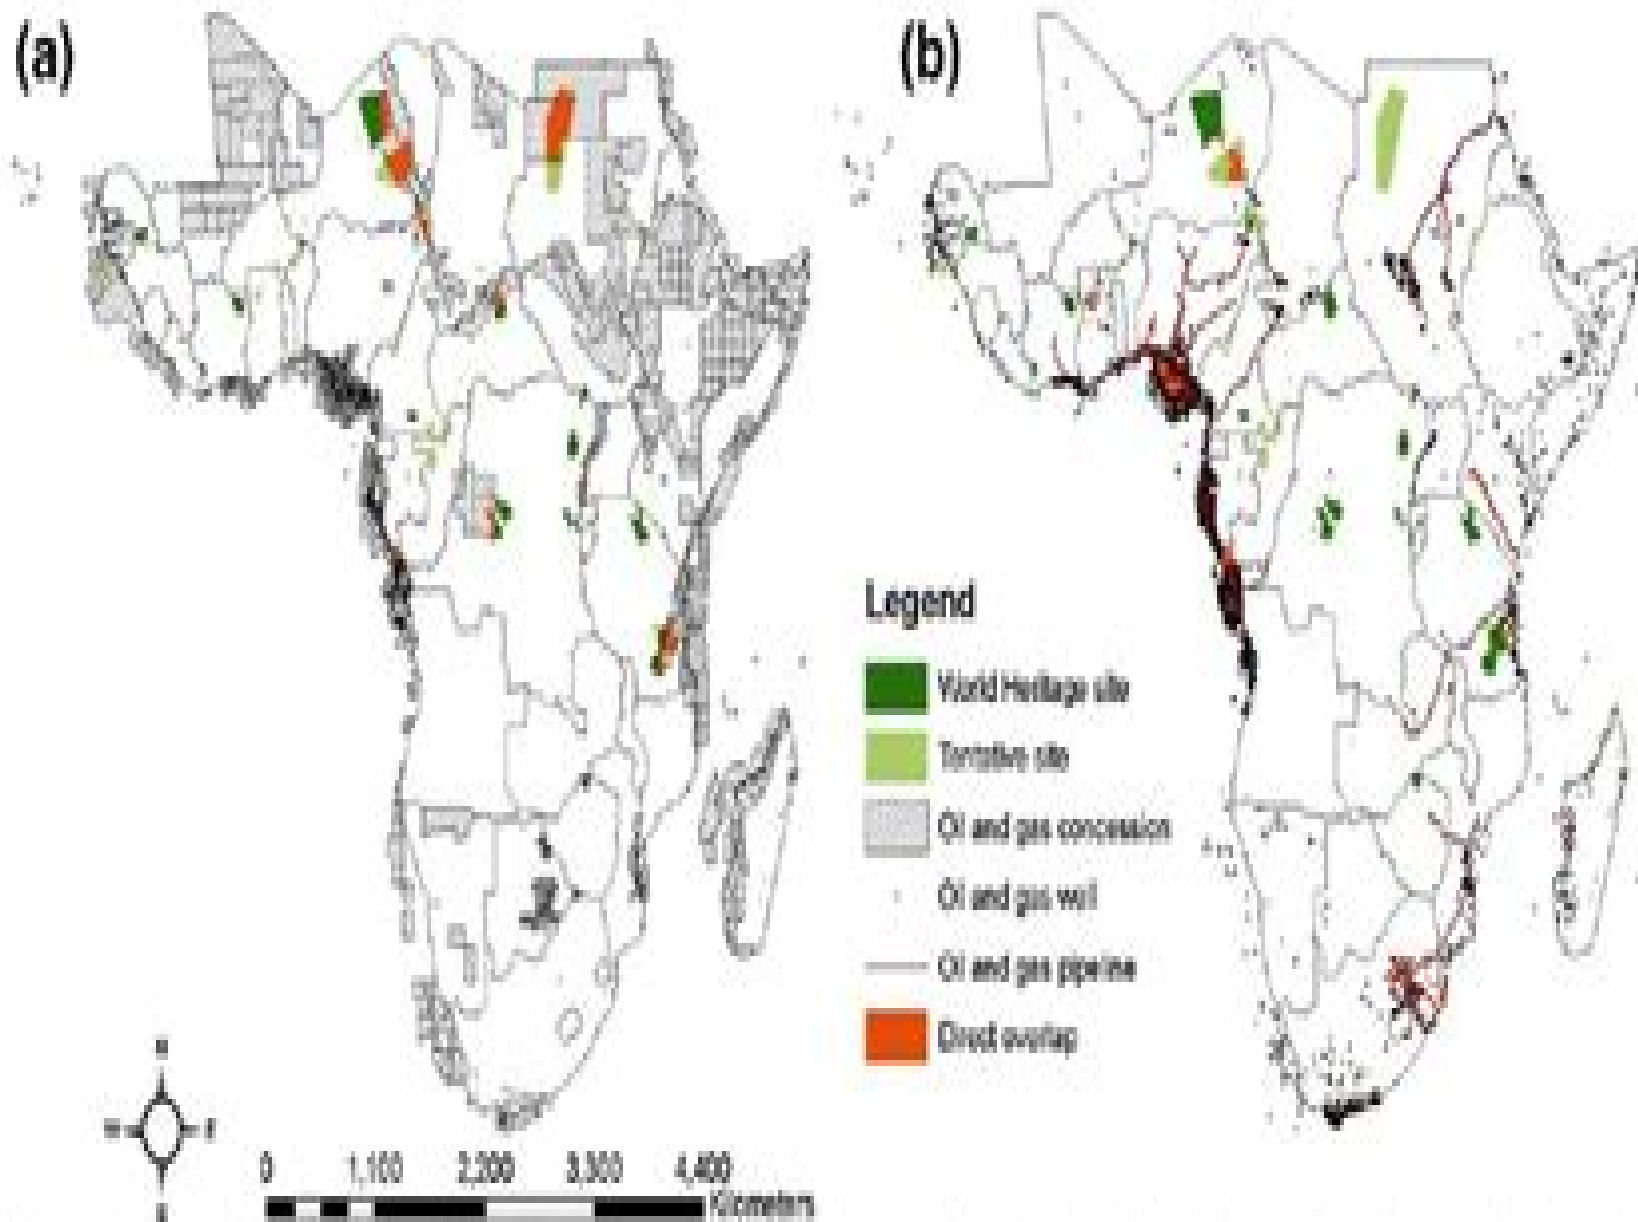 (a)
(b)
Legend
World Heritage site
Tentative site
Oil and gas concession
Oil and gas well
Oil and gas pipeline
Direct overlap
N
W E
S
0 1,100 2,200 3,300 4,400
Kilometers